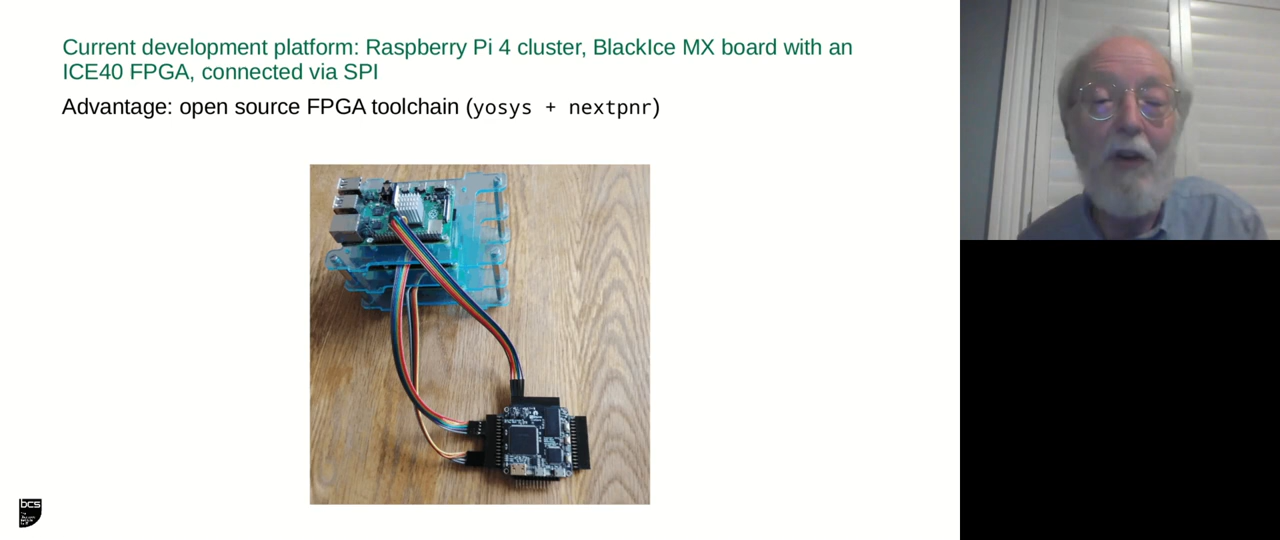 Current development platform: Raspberry Pi 4 cluster, BlackIce MX board with an
ICE40 FPGA, connected via SPI
Advantage: open source FPGA toolchain (yosys + nextpnr)
bcs